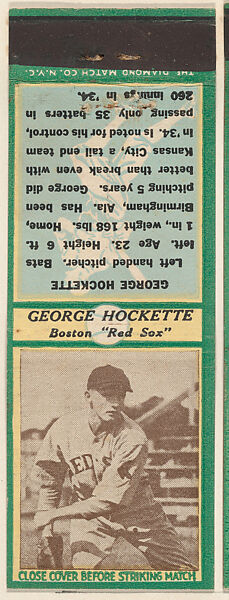 THE DIAMOND MATCH CO. N.Y.C.
GEORGE HOCKETTE
Left handed pitcher. Bats
left. Age 23. Height 6 ft.
1 in., weight 168 lbs. Home,
Birmingham, Ala. Has been
pitching 5 years. George did
better than break even with
Kansas City, a tail end team
in '34. Is noted for his control,
passing only 35 batters in
260 innings in '34.
GEORGE HOCKETTE
Boston "Red Sox"
RED S
CLOSE COVER BEFORE STRIKING MATCH